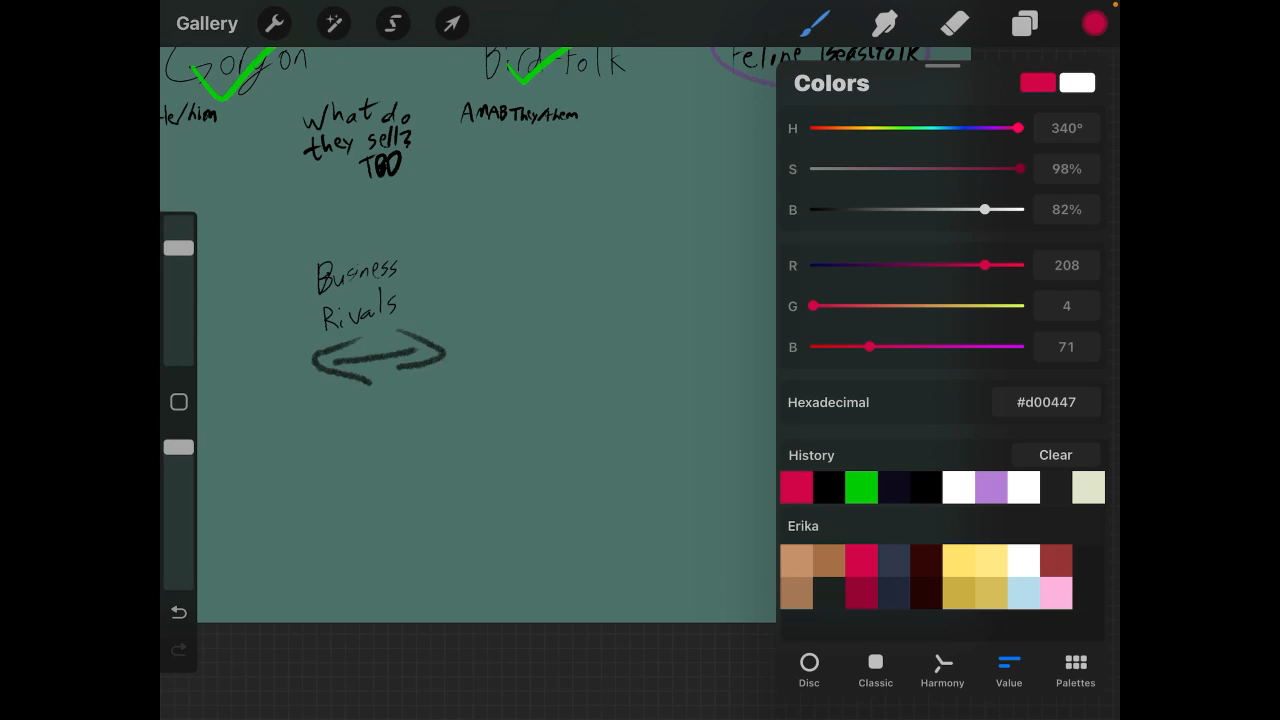 Gallery
Gorgon
Bird folk
Feline Beastfolk
He/him
What do
they sell?
TBD
AMAB They/them
Business
Rivals
Colors
H 340°
S 98%
B 82%
R 208
G 4
B 71
Hexadecimal #d00447
History Clear
Erika
Disc Classic Harmony Value Palettes